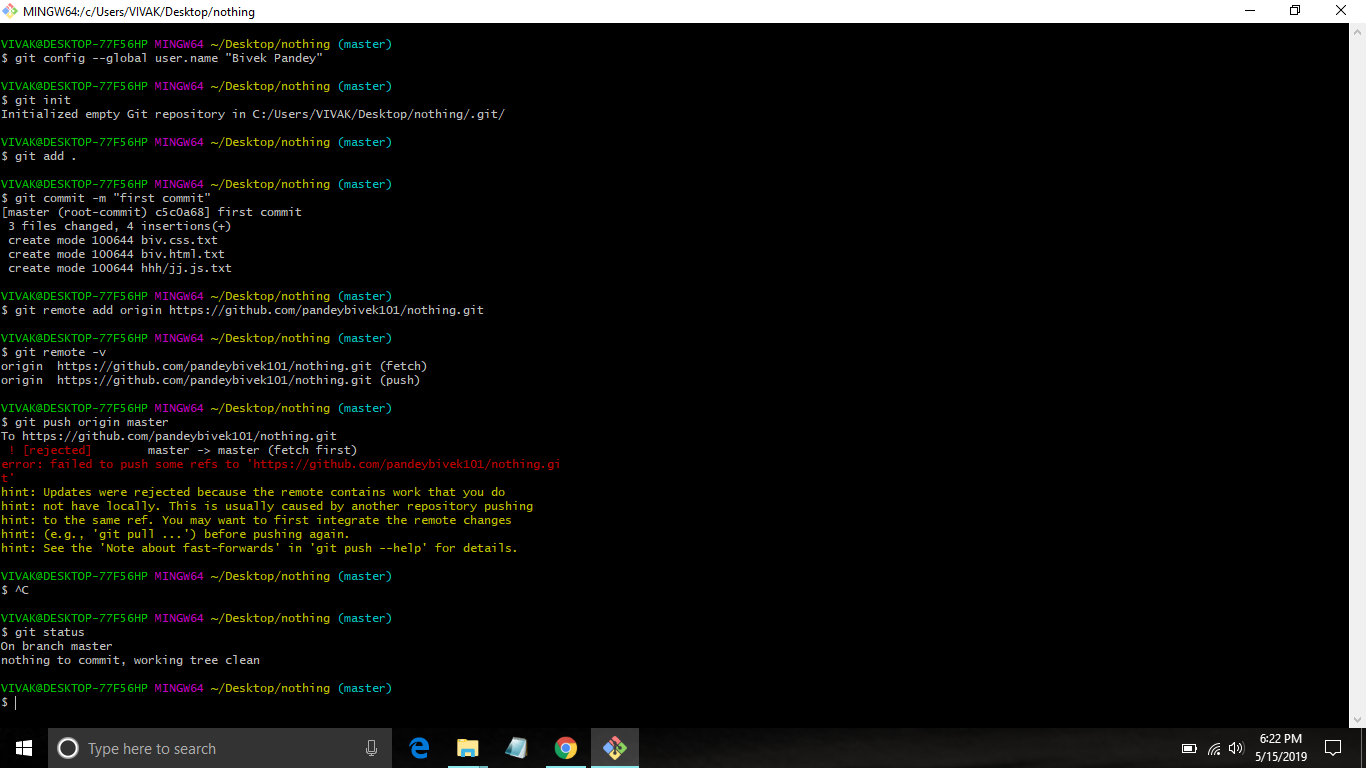 MINGW64:/c/Users/VIVAK/Desktop/nothing
VIVAK@DESKTOP-77F56HP MINGW64 ~/Desktop/nothing (master)
$ git config --global user.name "Bivek Pandey"
VIVAK@DESKTOP-77F56HP MINGW64 ~/Desktop/nothing (master)
$ git init
Initialized empty Git repository in C:/Users/VIVAK/Desktop/nothing/.git/
VIVAK@DESKTOP-77F56HP MINGW64 ~/Desktop/nothing (master)
$ git add .
VIVAK@DESKTOP-77F56HP MINGW64 ~/Desktop/nothing (master)
$ git commit -m "first commit"
[master (root-commit) c5c0a68] first commit
 3 files changed, 4 insertions(+)
 create mode 100644 biv.css.txt
 create mode 100644 biv.html.txt
 create mode 100644 hhh/jj.js.txt
VIVAK@DESKTOP-77F56HP MINGW64 ~/Desktop/nothing (master)
$ git remote add origin https://github.com/pandeybivek101/nothing.git
VIVAK@DESKTOP-77F56HP MINGW64 ~/Desktop/nothing (master)
$ git remote -v
origin  https://github.com/pandeybivek101/nothing.git (fetch)
origin  https://github.com/pandeybivek101/nothing.git (push)
VIVAK@DESKTOP-77F56HP MINGW64 ~/Desktop/nothing (master)
$ git push origin master
To https://github.com/pandeybivek101/nothing.git
 ! [rejected]        master -> master (fetch first)
error: failed to push some refs to 'https://github.com/pandeybivek101/nothing.gi
t'
hint: Updates were rejected because the remote contains work that you do
hint: not have locally. This is usually caused by another repository pushing
hint: to the same ref. You may want to first integrate the remote changes
hint: (e.g., 'git pull ...') before pushing again.
hint: See the 'Note about fast-forwards' in 'git push --help' for details.
VIVAK@DESKTOP-77F56HP MINGW64 ~/Desktop/nothing (master)
$ ^C
VIVAK@DESKTOP-77F56HP MINGW64 ~/Desktop/nothing (master)
$ git status
On branch master
nothing to commit, working tree clean
VIVAK@DESKTOP-77F56HP MINGW64 ~/Desktop/nothing (master)
$
Type here to search
6:22 PM
5/15/2019